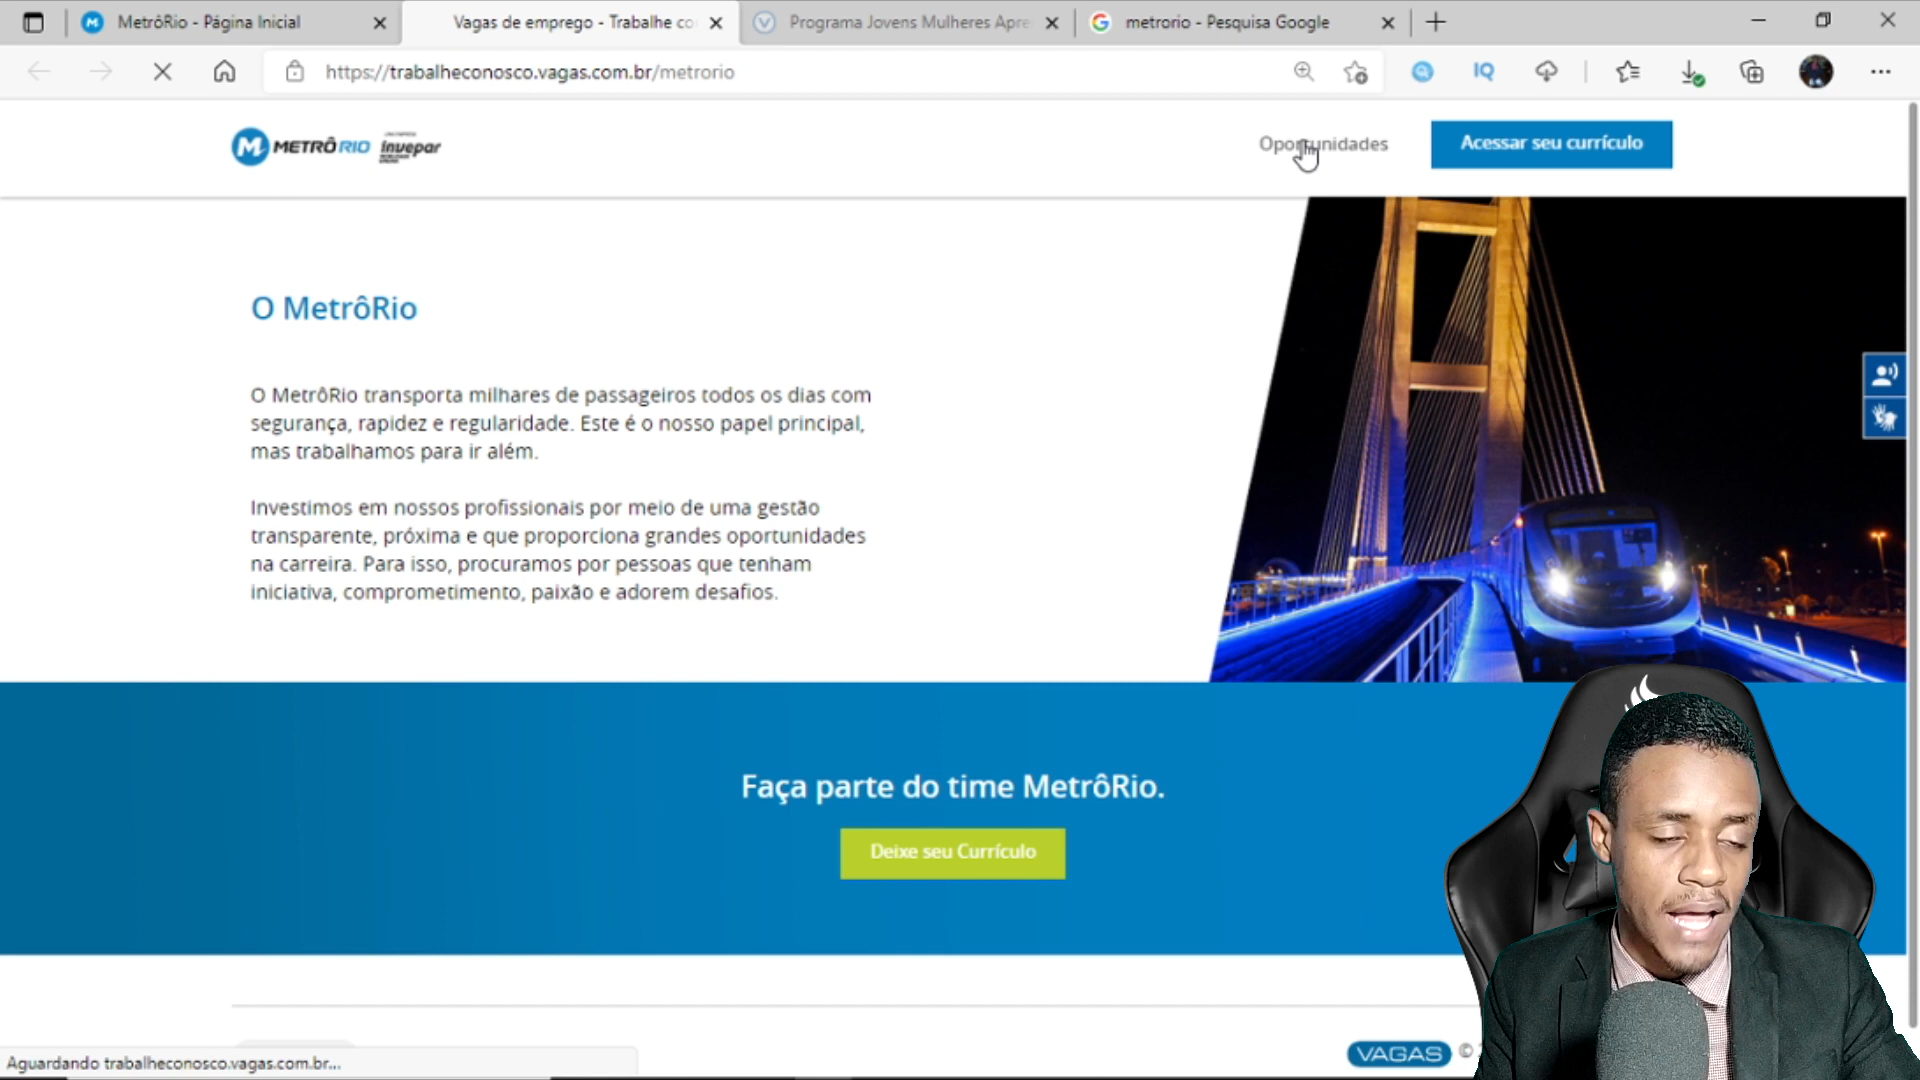 MetrôRio - Página Inicial
Vagas de emprego - Trabalhe co
Programa Jovens Mulheres Apre
metrorio - Pesquisa Google
https://trabalheconosco.vagas.com.br/metrorio
IQ
METRÔ RIO invepar
Oportunidades
Acessar seu currículo
O MetrôRio
O MetrôRio transporta milhares de passageiros todos os dias com
segurança, rapidez e regularidade. Este é o nosso papel principal,
mas trabalhamos para ir além.
Investimos em nossos profissionais por meio de uma gestão
transparente, próxima e que proporciona grandes oportunidades
na carreira. Para isso, procuramos por pessoas que tenham
iniciativa, comprometimento, paixão e adorem desafios.
Faça parte do time MetrôRio.
Deixe seu Currículo
VAGAS ©
Aguardando trabalheconosco.vagas.com.br...